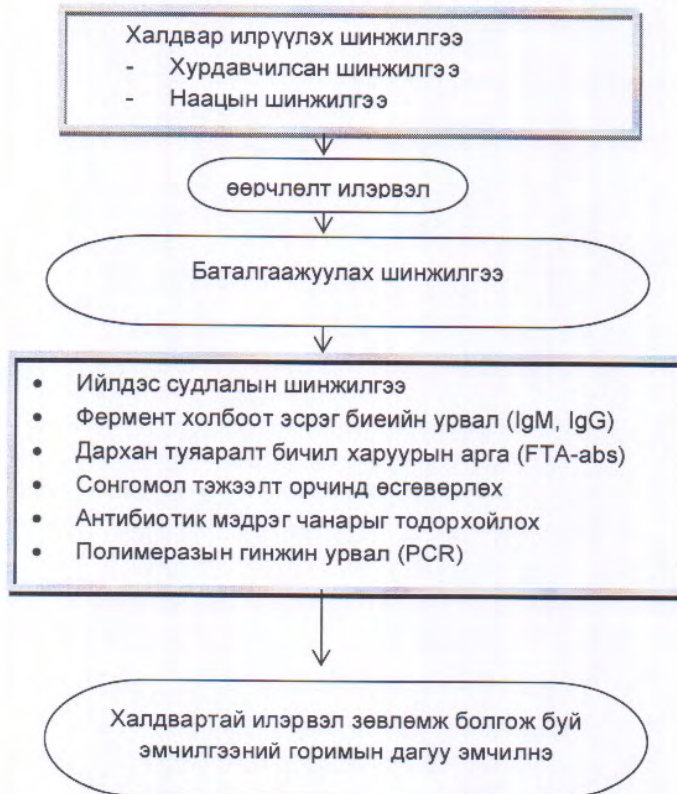 Халдвар илрүүлэх шинжилгээ
- Хурдавчилсан шинжилгээ
- Наацын шинжилгээ
өөрчлөлт илэрвэл
Баталгаажуулах шинжилгээ
• Ийлдэс судлалын шинжилгээ
• Фермент холбоот эсрэг биеийн урвал (IgM, IgG)
• Дархан туяаралт бичил харуурын арга (FTA-abs)
• Сонгомол тэжээлт орчинд өсгөвөрлөх
• Антибиотик мэдрэг чанарыг тодорхойлох
• Полимеразын гинжин урвал (PCR)
Халдвартай илэрвэл зөвлөмж болгож буй
эмчилгээний горимын дагуу эмчилнэ